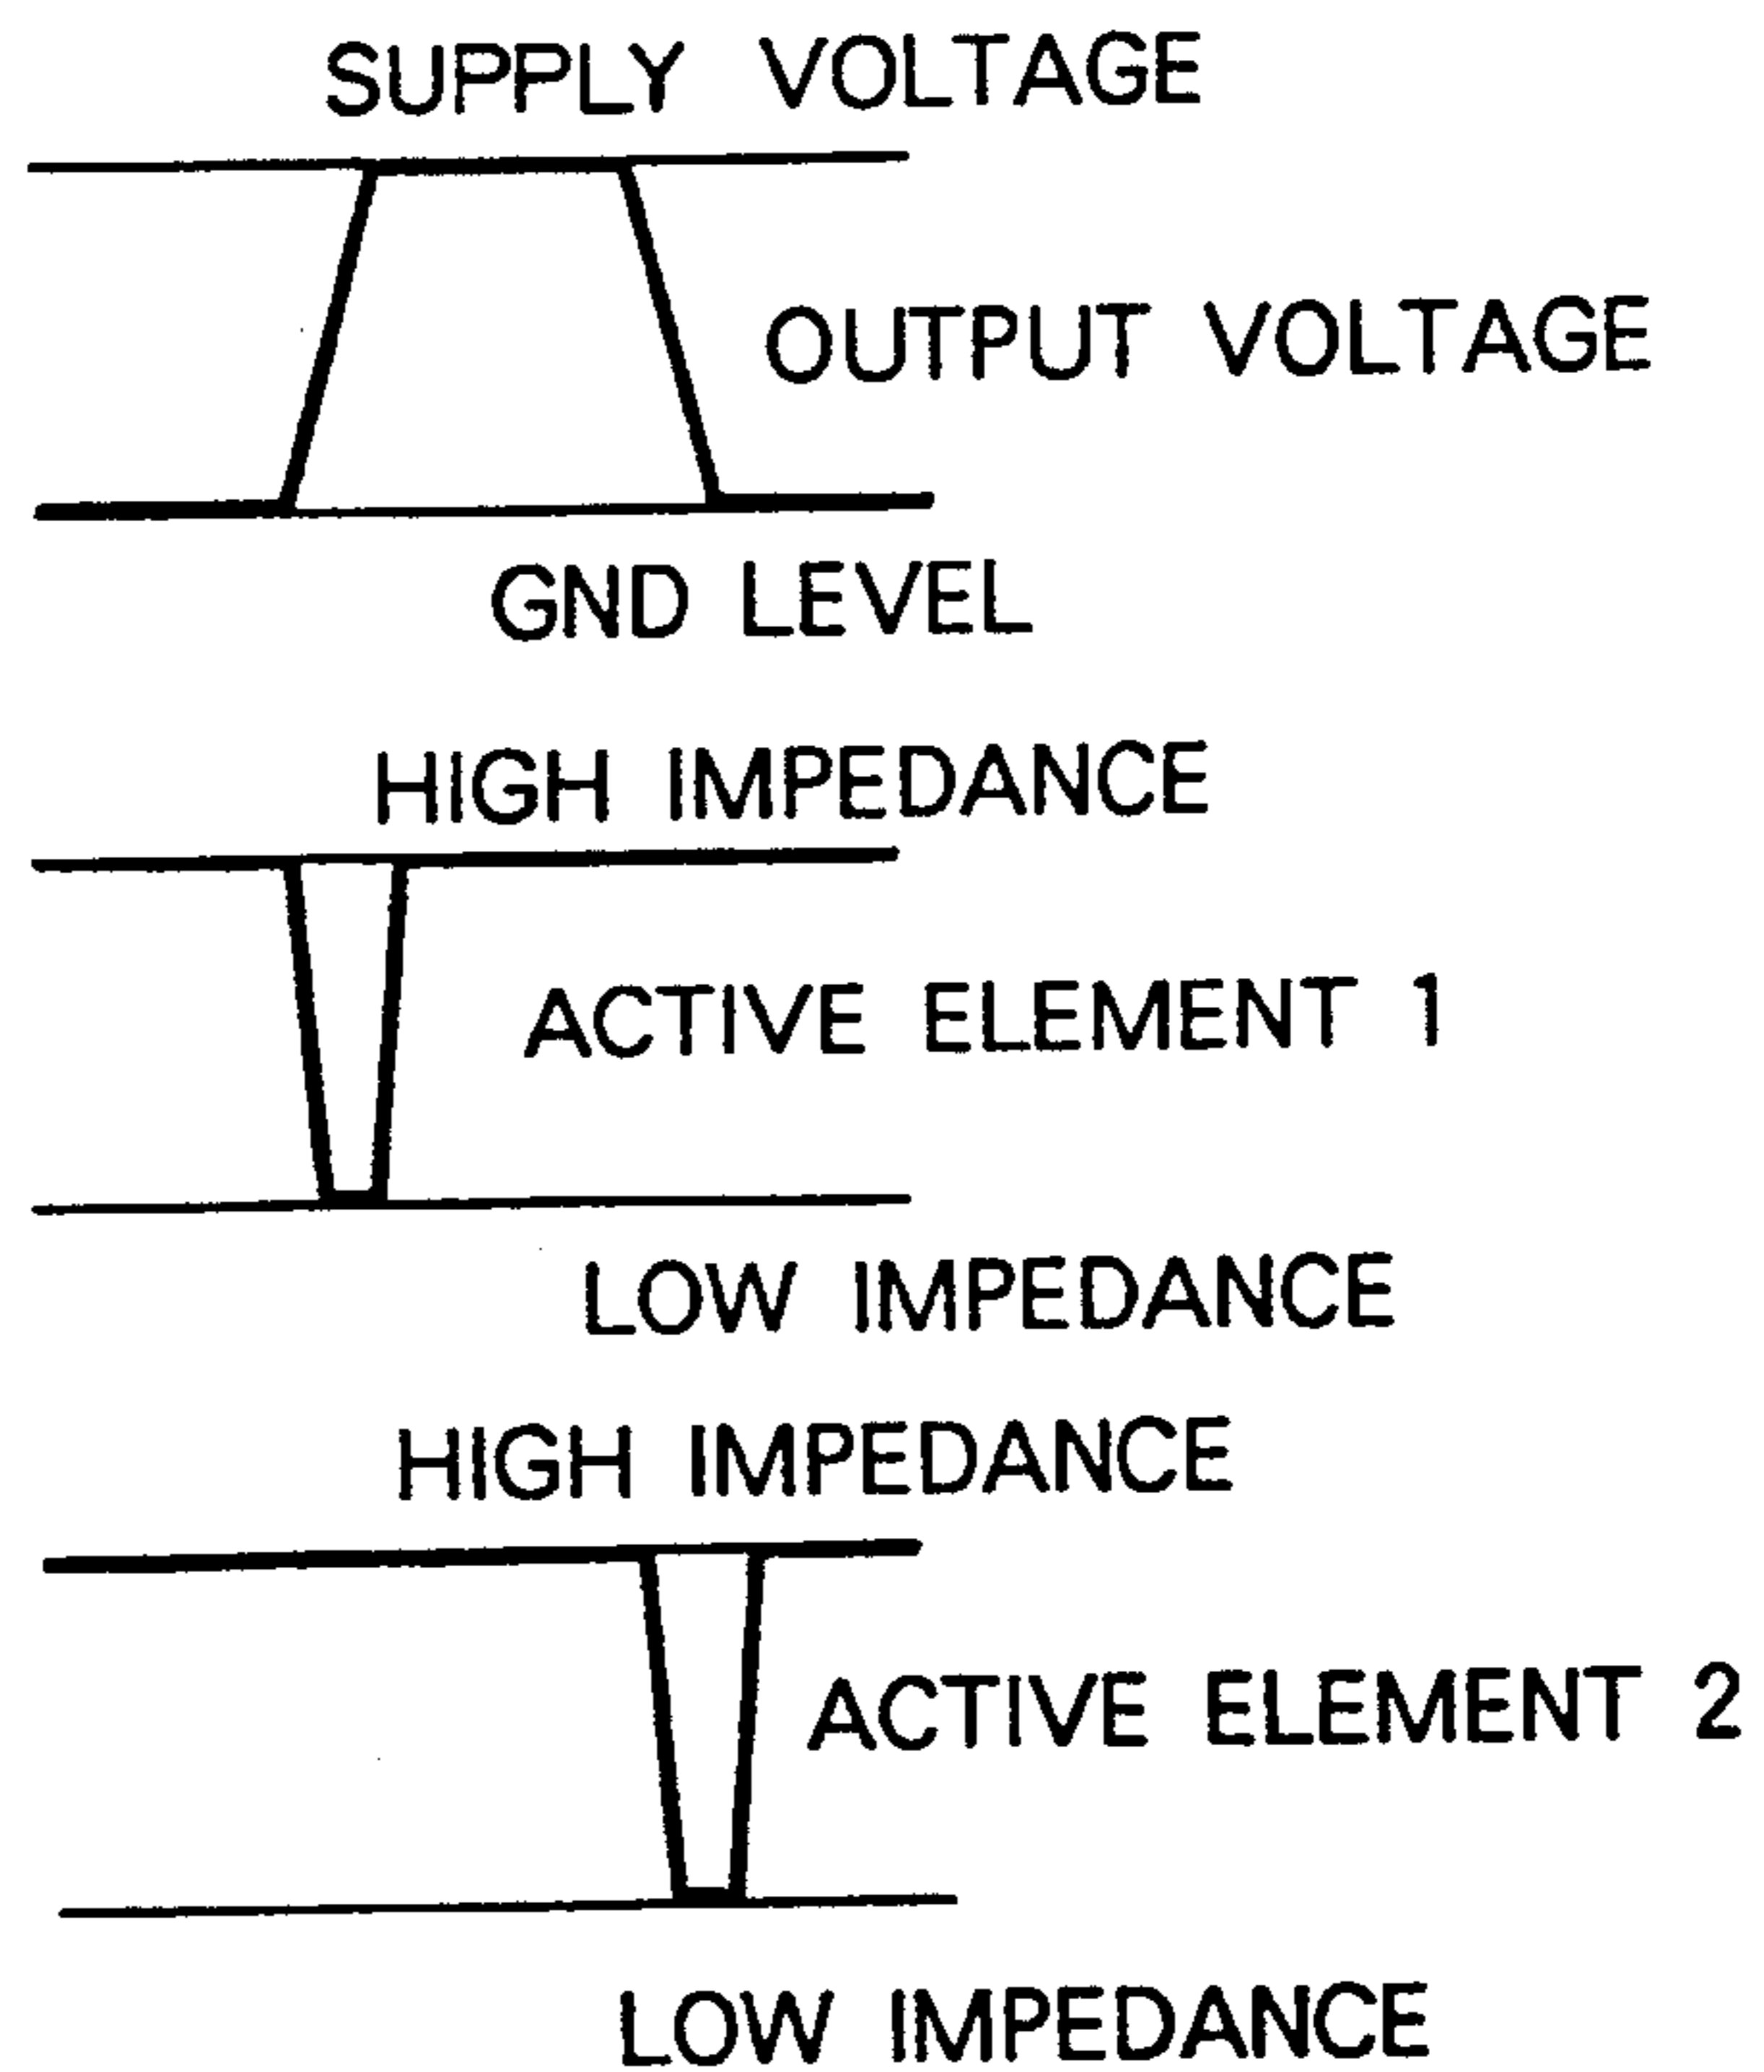 SUPPLY VOLTAGE
OUTPUT VOLTAGE
GND LEVEL
HIGH IMPEDANCE
ACTIVE ELEMENT 1
LOW IMPEDANCE
HIGH IMPEDANCE
ACTIVE ELEMENT 2
LOW IMPEDANCE